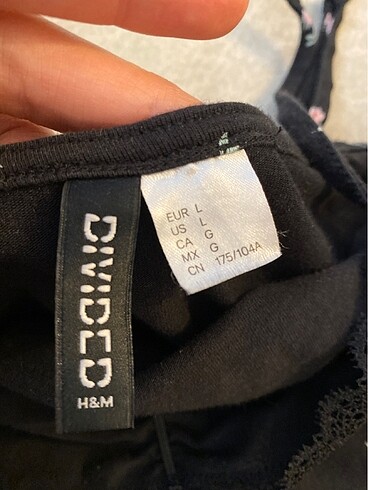 DIVIDED
H&M
EUR L
US L
CA G
MX G
CN 175/104A